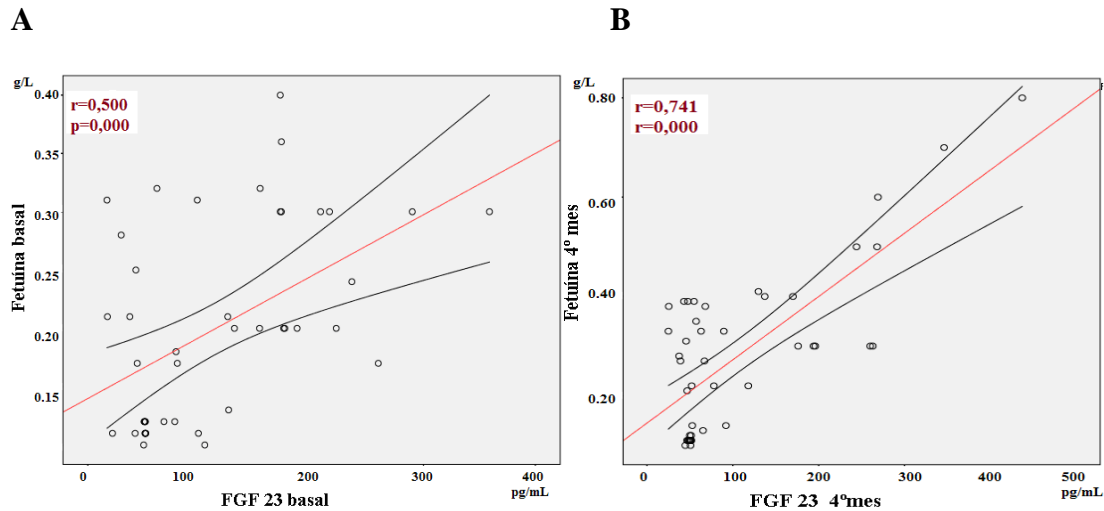 A
g/L
r=0,500
p=0,000
0.40
0.35
0.30
0.25
0.20
0.15
Fetuína basal
0
100
200
300
400
FGF 23 basal
pg/mL
B
g/L
r=0,741
r=0,000
0.80
0.60
0.40
0.20
Fetuína 4º mes
0
100
200
300
400
500
FGF 23 4ºmes
pg/mL